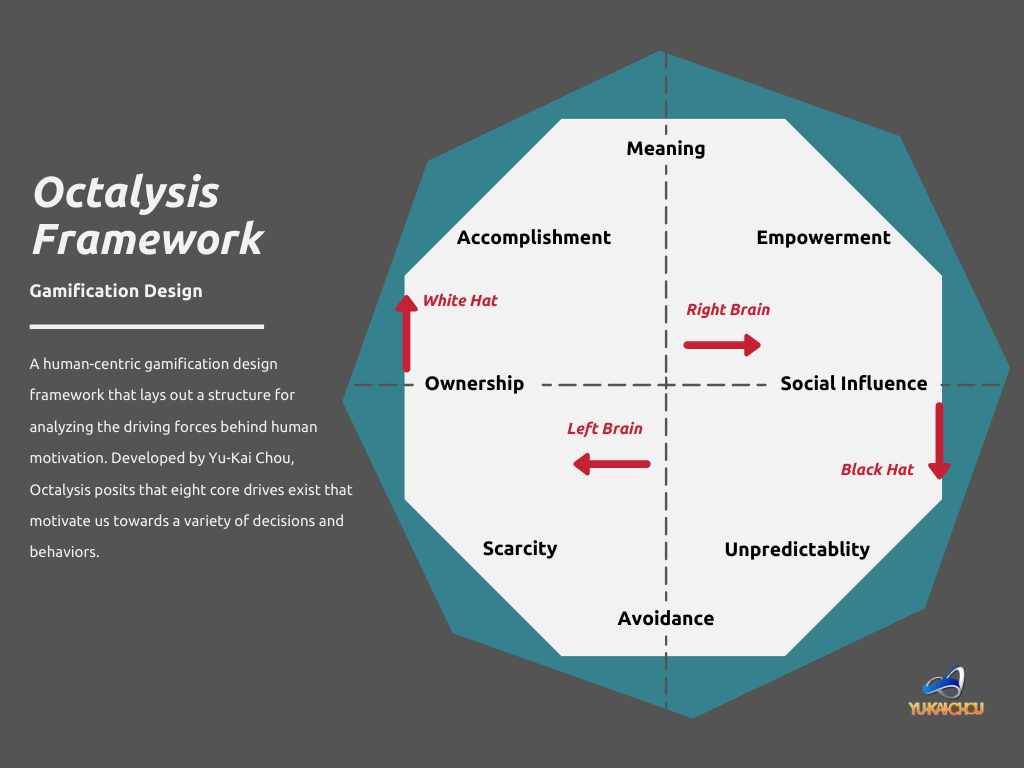 Octalysis
Framework
Gamification Design
A human-centric gamification design
framework that lays out a structure for
analyzing the driving forces behind human
motivation. Developed by Yu-Kai Chou,
Octalysis posits that eight core drives exist that
motivate us towards a variety of decisions and
behaviors.
Meaning
Accomplishment
Empowerment
White Hat
Right Brain
Ownership
Social Influence
Left Brain
Black Hat
Scarcity
Unpredictablity
Avoidance
YU-KAI CHOU